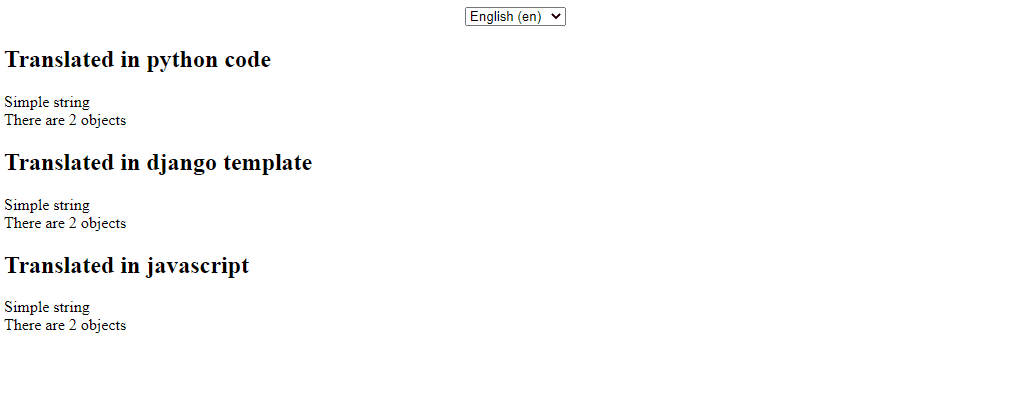 English (en)
Translated in python code
Simple string
There are 2 objects
Translated in django template
Simple string
There are 2 objects
Translated in javascript
Simple string
There are 2 objects